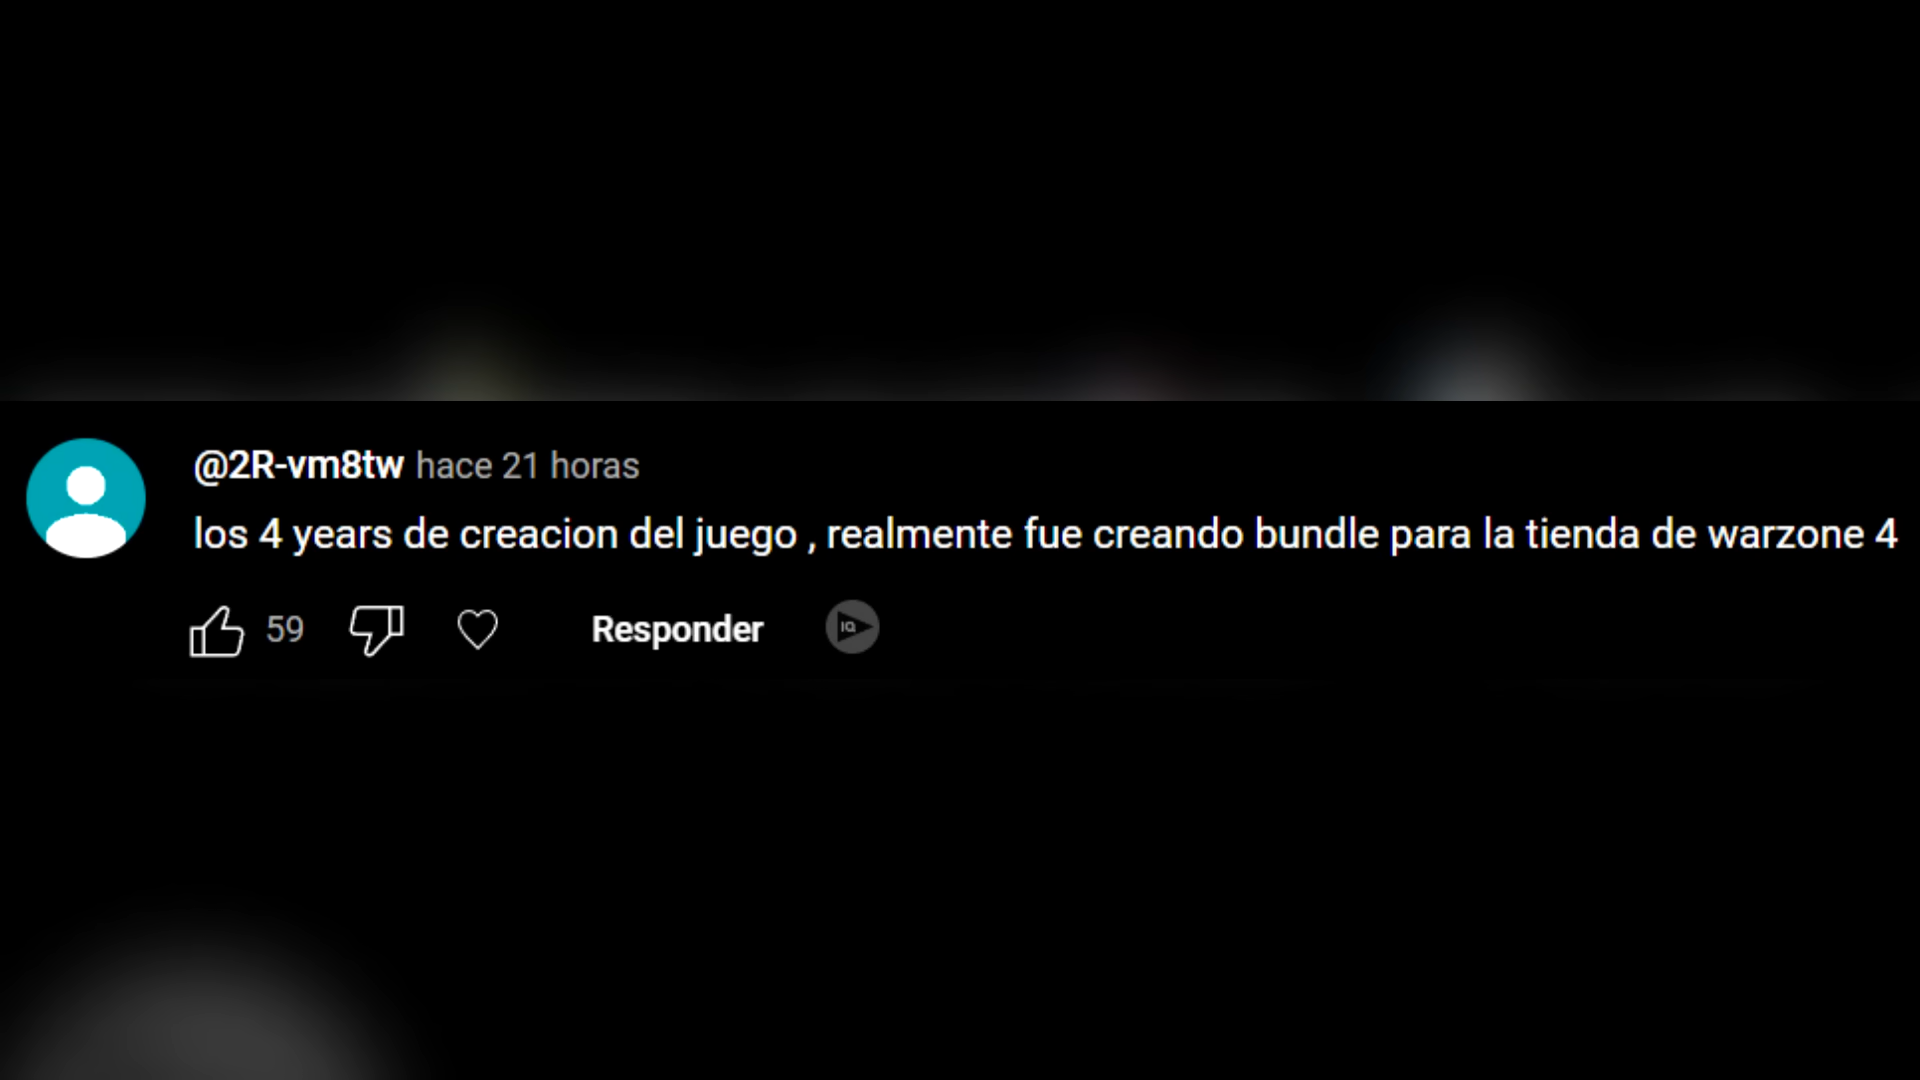 @2R-vm8tw hace 21 horas
los 4 years de creacion del juego , realmente fue creando bundle para la tienda de warzone 4
59 Responder IQ